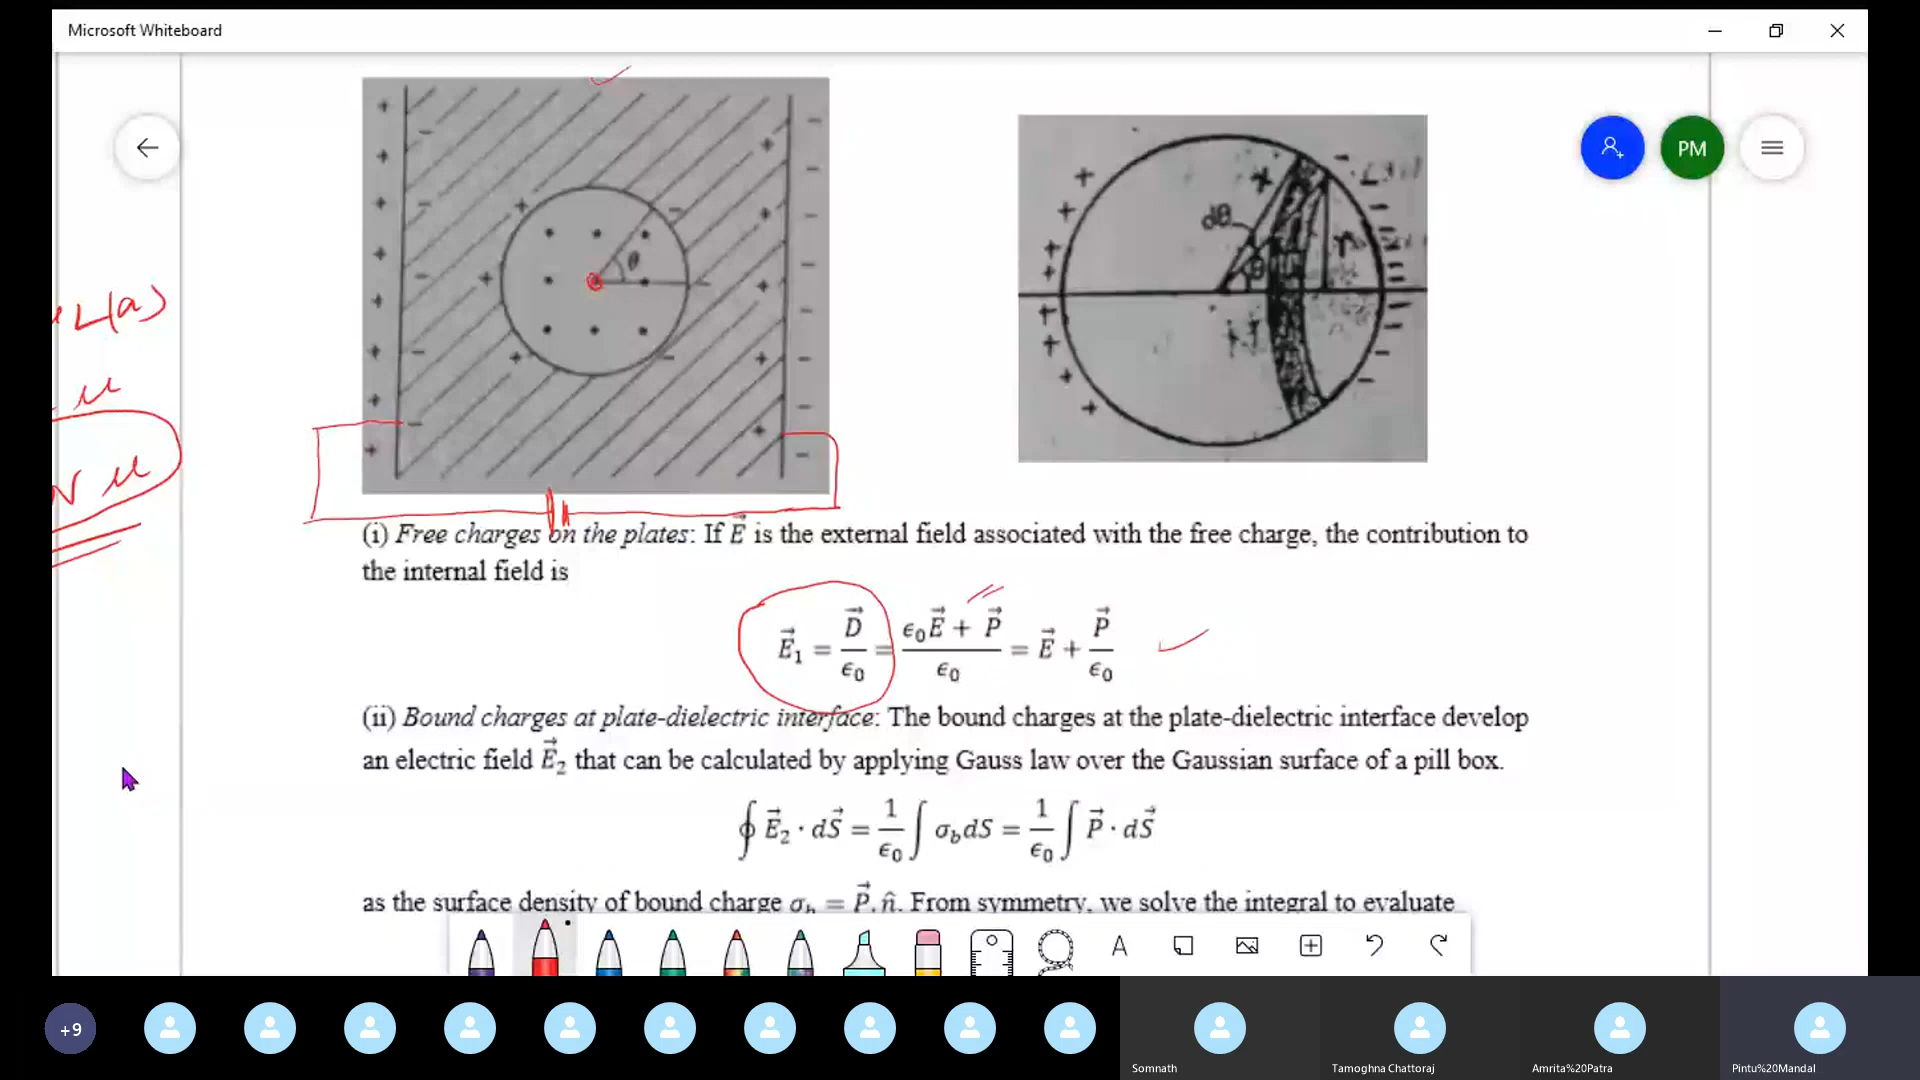 Microsoft Whiteboard
PM
L(a)
μ
N μ
θ
dθ
θ
r
(i) Free charges on the plates: If E⃗ is the external field associated with the free charge, the contribution to
the internal field is
E⃗₁ = D⃗/ϵ₀ = (ϵ₀E⃗ + P⃗)/ϵ₀ = E⃗ + P⃗/ϵ₀
(ii) Bound charges at plate-dielectric interface: The bound charges at the plate-dielectric interface develop
an electric field E⃗₂ that can be calculated by applying Gauss law over the Gaussian surface of a pill box.
∮ E⃗₂ · dS⃗ = 1/ϵ₀ ∫ σ_b dS = 1/ϵ₀ ∫ P⃗ · dS⃗
as the surface density of bound charge σ_b = P⃗. n̂. From symmetry, we solve the integral to evaluate
A
+9
Somnath
Tamoghna Chattoraj
Amrita%20Patra
Pintu%20Mandal